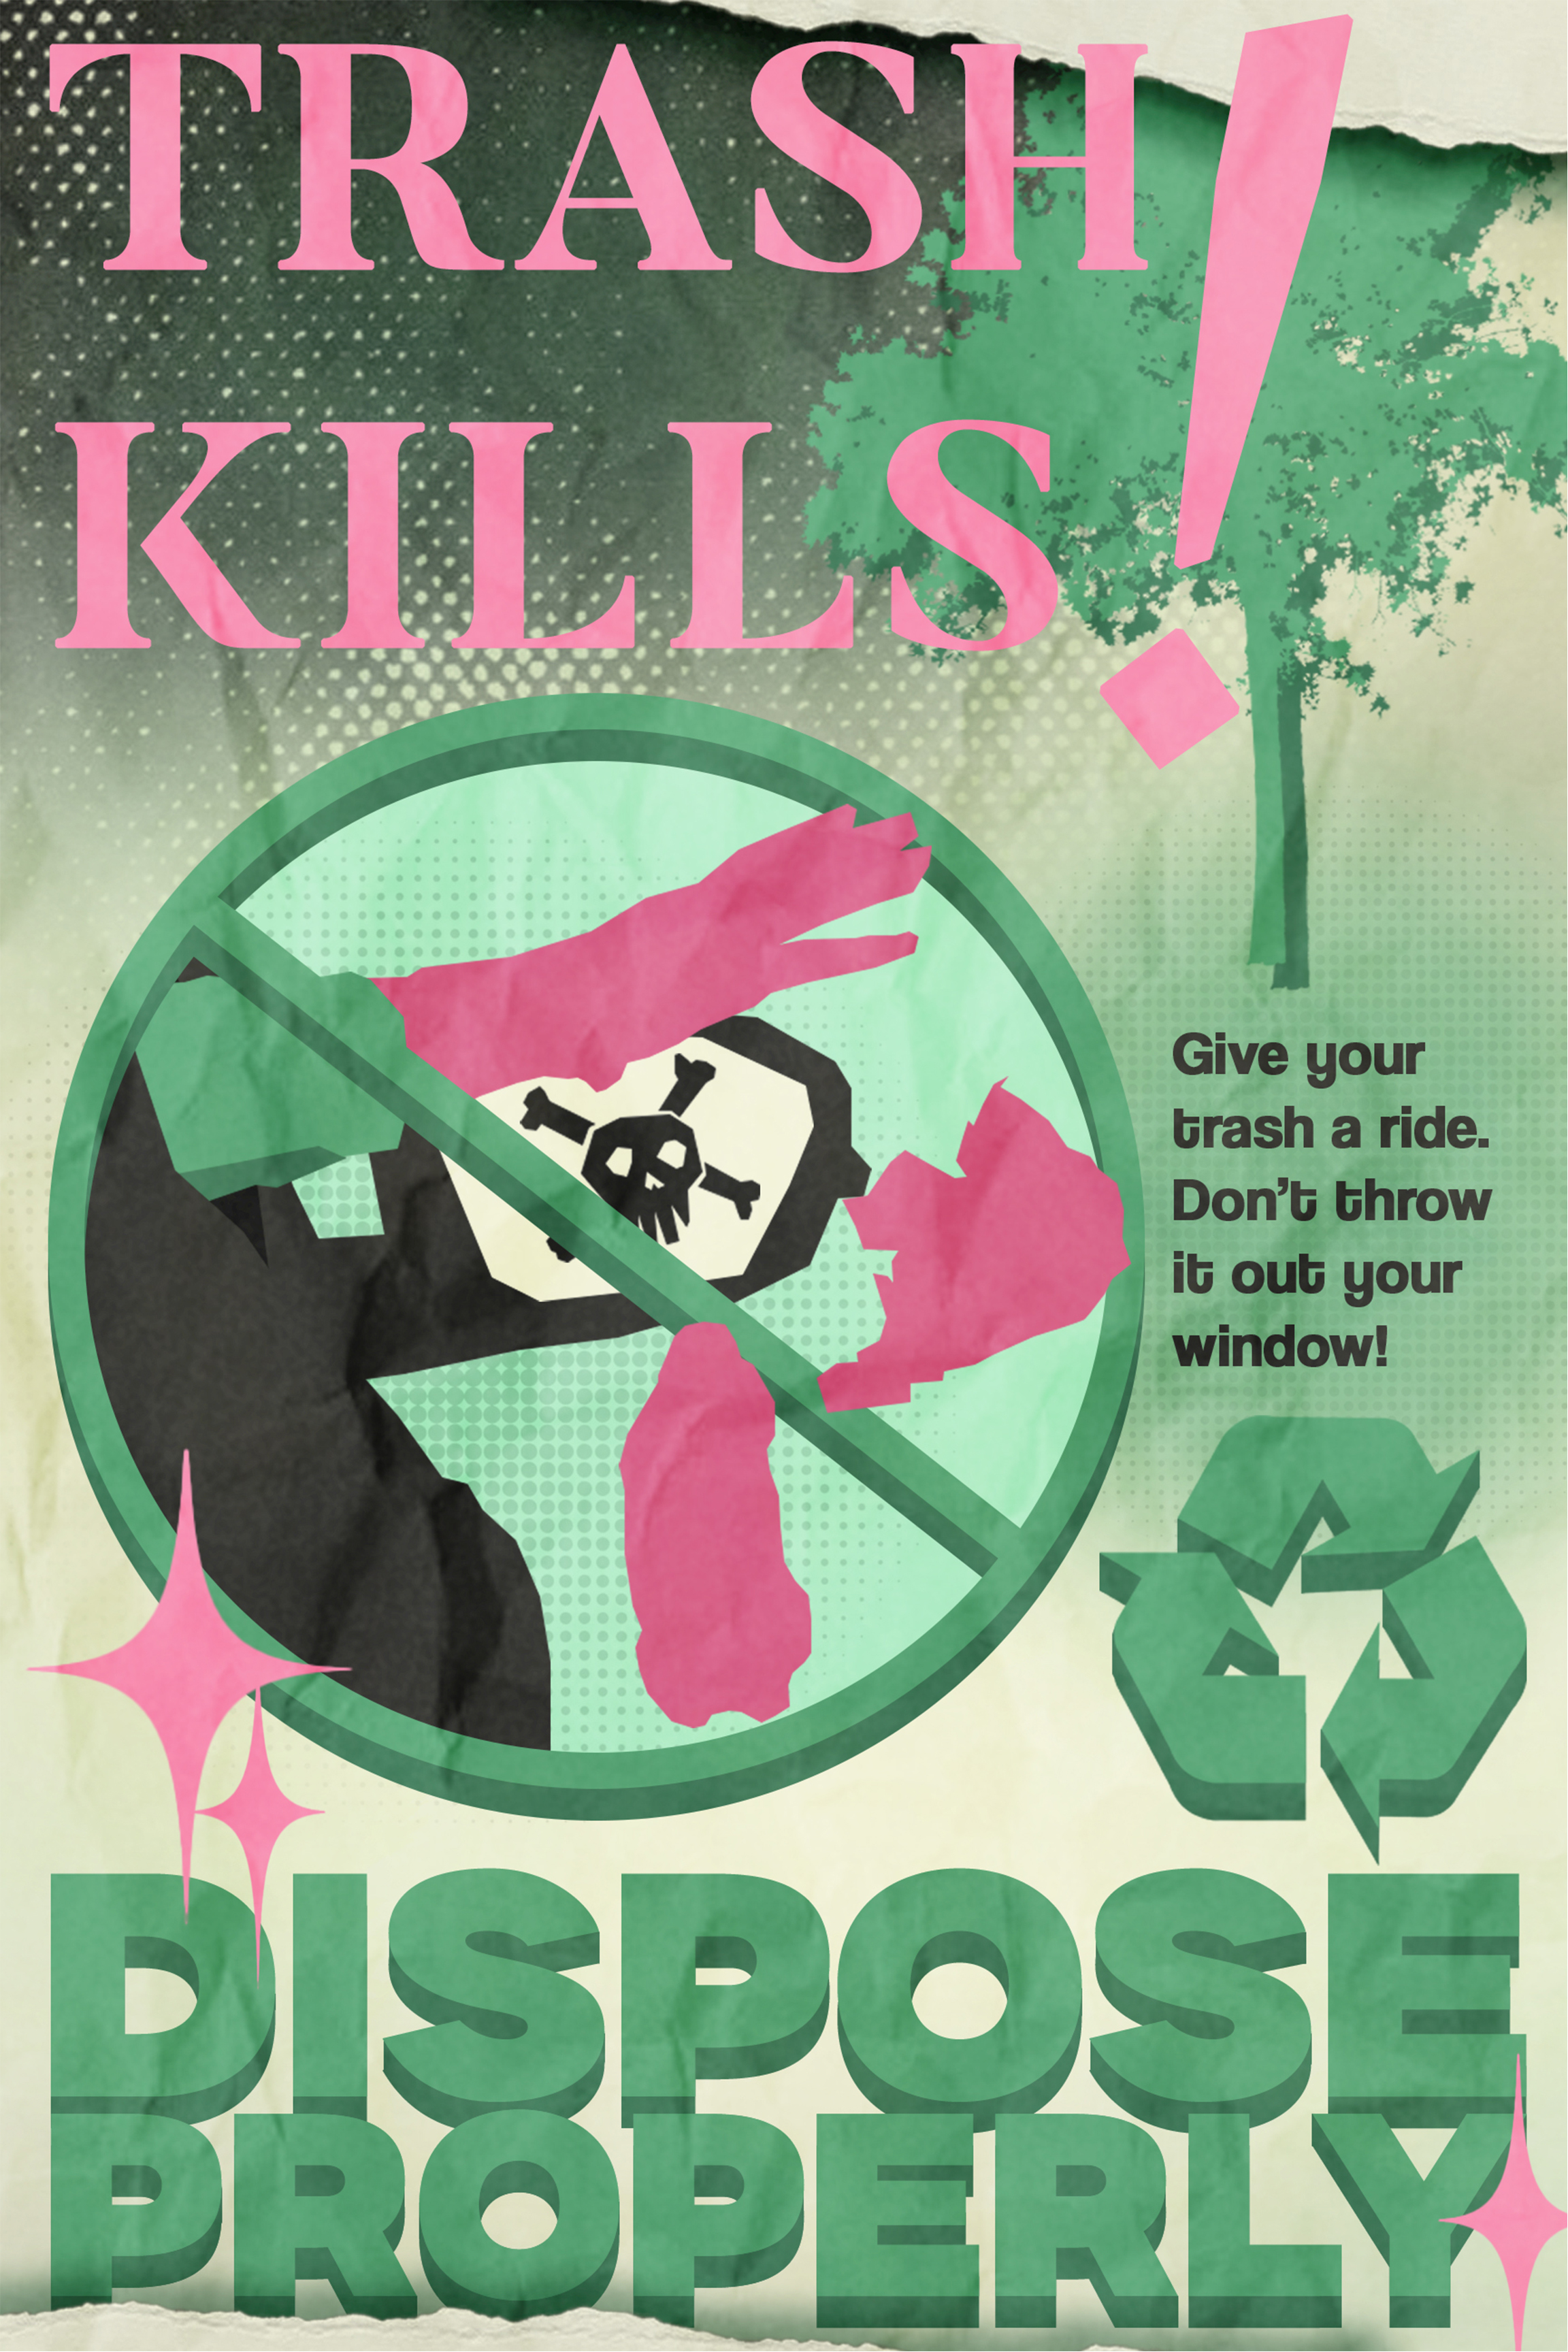 TRASH
KILLS!
Give your
trash a ride.
Don't throw
it out your
window!
DISPOSE
PROPERLY